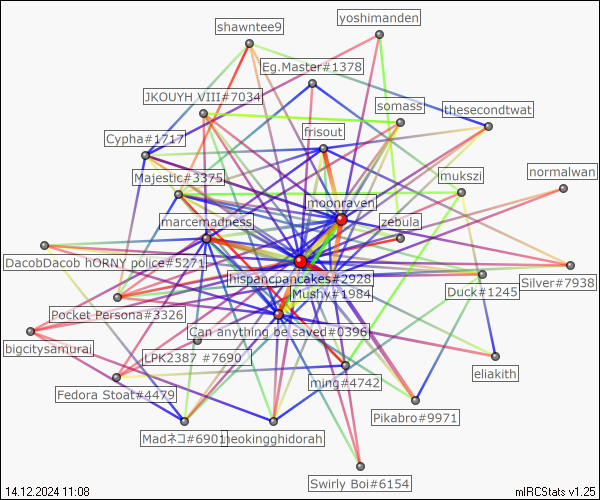 yoshimanden
shawntee9
Eg.Master#1378
JKOUYH VIII#7034
somass
thesecondtwat
frisout
Cypha#1717
mukszi
normalwan
Majestic#3375
moonraven
marcemadness
zebula
DacobDacob hORNY police#5271
hispancpancakes#2928
Silver#7938
Mushy#1984
Duck#1245
Pocket Persona#3326
Can anything be saved#0396
bigcitysamurai
LPK2387 #7690
eliakith
ming#4742
Fedora Stoat#4479
Pikabro#9971
Madネコ#6901
neokingghidorah
Swirly Boi#6154
14.12.2024 11:08
mIRCStats v1.25